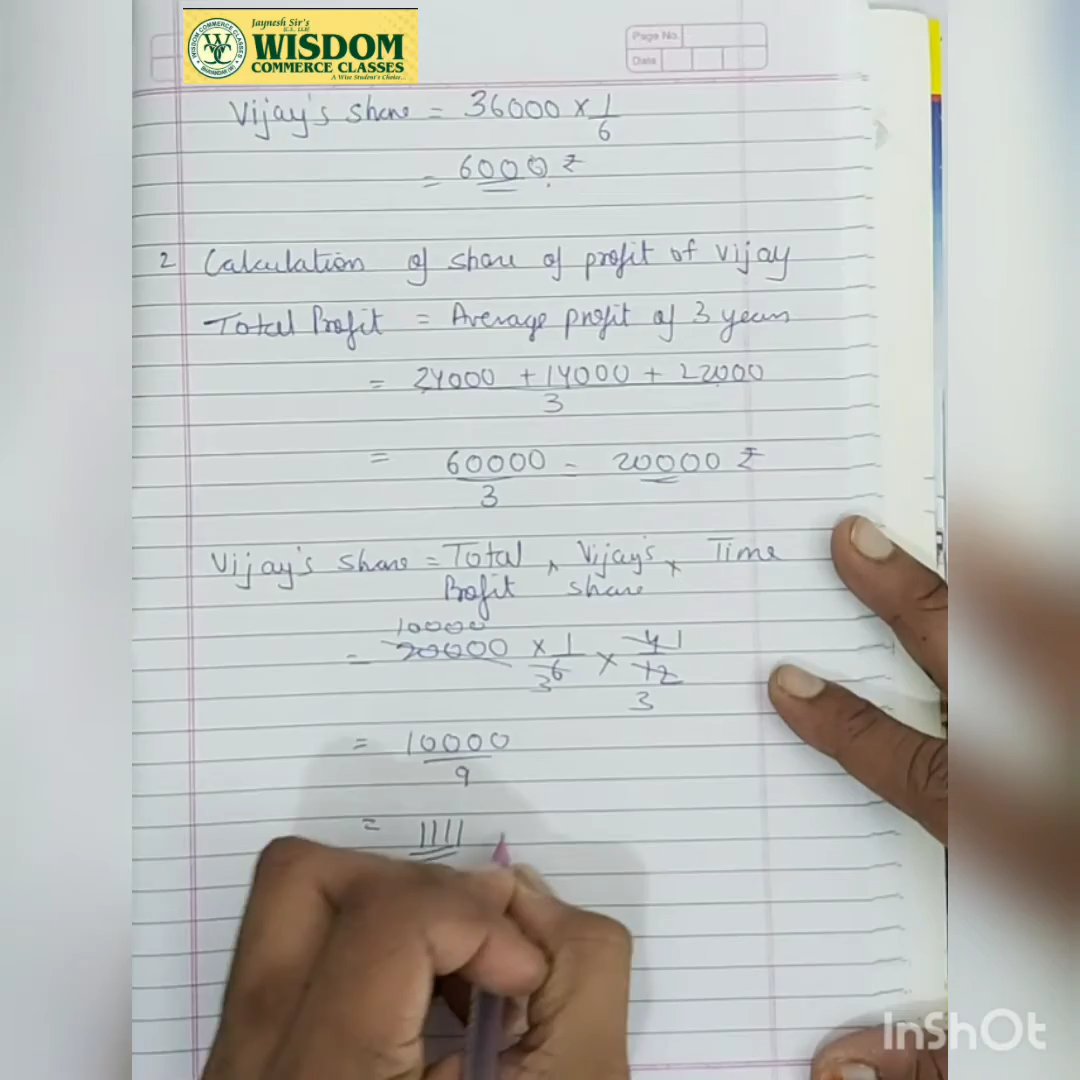 Jaynesh Sir's
WISDOM
COMMERCE CLASSES
A Wise Student's Choice...
Page No.
Date
Vijay's share = 36000 × 1/6
= 6000 ₹
2 Calculation of share of profit of Vijay
Total Profit = Average profit of 3 years
= 24000 + 14000 + 22000
3
= 60000 = 20000 ₹
3
Vijay's share = Total × Vijay's × Time
Profit share
10000
= 20000 × 1/6 × 4/12 1
3 3
= 10000
9
= 1111
InShOt